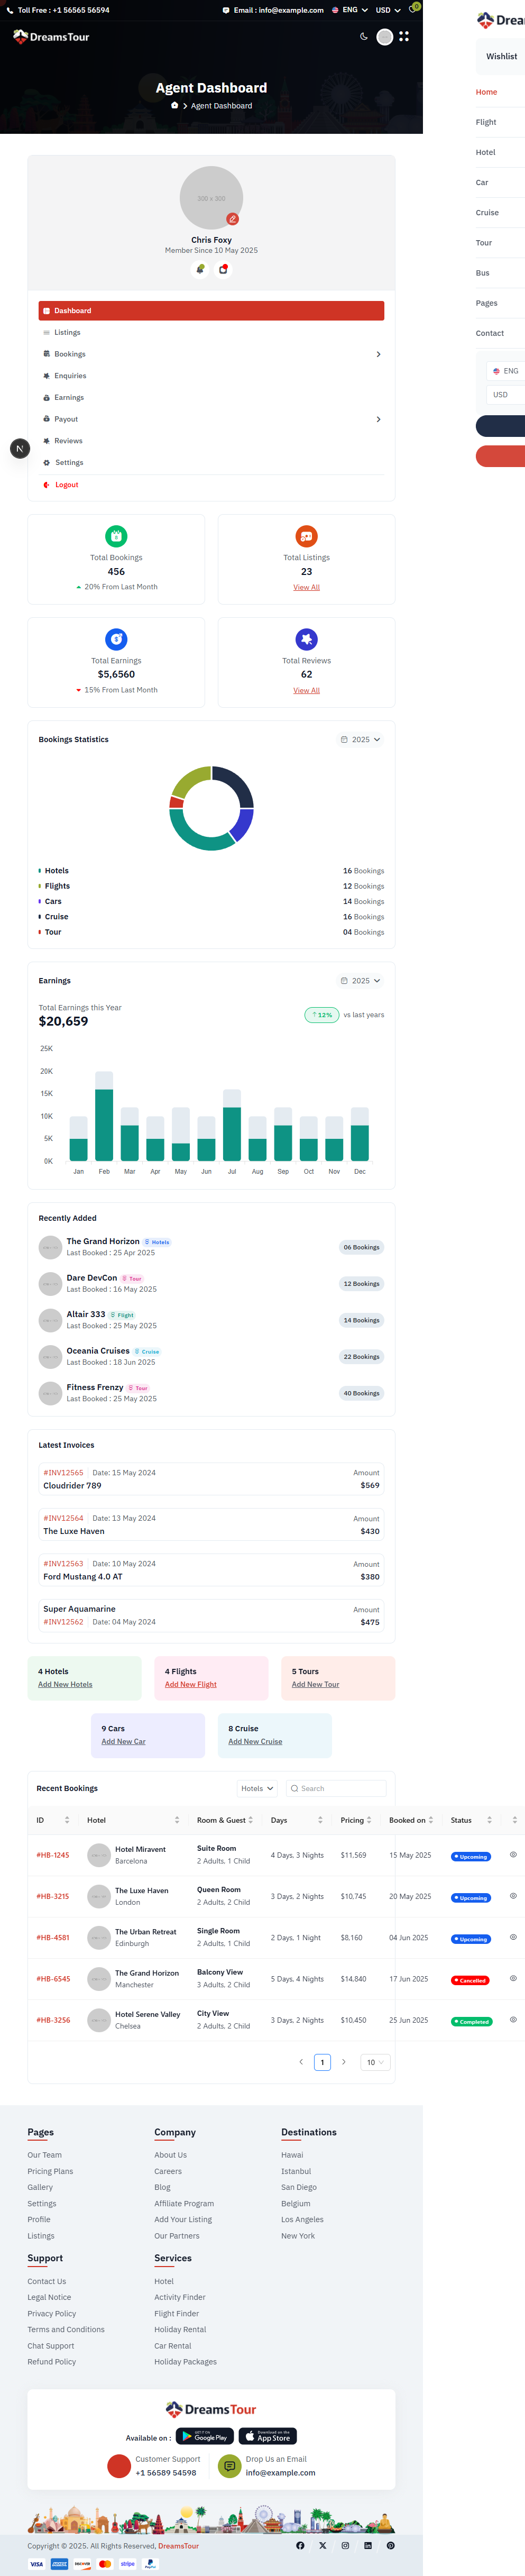 Toll Free : +1 56565 56594
Email : info@example.com
ENG
USD
0
DreamsTour
Agent Dashboard
Agent Dashboard
300 x 300
Chris Foxy
Member Since 10 May 2025
Dashboard
Listings
Bookings
Enquiries
Earnings
Payout
Reviews
Settings
Logout
N
Total Bookings
456
20% From Last Month
Total Listings
23
View All
Total Earnings
$5,6560
15% From Last Month
Total Reviews
62
View All
Bookings Statistics
2025
Hotels
16 Bookings
Flights
12 Bookings
Cars
14 Bookings
Cruise
16 Bookings
Tour
04 Bookings
Earnings
2025
Total Earnings this Year
$20,659
12%
vs last years
25K
20K
15K
10K
5K
0K
Jan Feb Mar Apr May Jun Jul Aug Sep Oct Nov Dec
Recently Added
The Grand Horizon Hotels
Last Booked : 25 Apr 2025
06 Bookings
Dare DevCon Tour
Last Booked : 16 May 2025
12 Bookings
Altair 333 Flight
Last Booked : 25 May 2025
14 Bookings
Oceania Cruises Cruise
Last Booked : 18 Jun 2025
22 Bookings
Fitness Frenzy Tour
Last Booked : 25 May 2025
40 Bookings
Latest Invoices
#INV12565 Date: 15 May 2024
Cloudrider 789
Amount
$569
#INV12564 Date: 13 May 2024
The Luxe Haven
Amount
$430
#INV12563 Date: 10 May 2024
Ford Mustang 4.0 AT
Amount
$380
Super Aquamarine
#INV12562 Date: 04 May 2024
Amount
$475
4 Hotels
Add New Hotels
4 Flights
Add New Flight
5 Tours
Add New Tour
9 Cars
Add New Car
8 Cruise
Add New Cruise
Recent Bookings
Hotels
Search
ID Hotel Room & Guest Days Pricing Booked on Status
#HB-1245 Hotel Miravent Suite Room 4 Days, 3 Nights $11,569 15 May 2025 Upcoming
Barcelona 2 Adults, 1 Child
#HB-3215 The Luxe Haven Queen Room 3 Days, 2 Nights $10,745 20 May 2025 Upcoming
London 2 Adults, 2 Child
#HB-4581 The Urban Retreat Single Room 2 Days, 1 Night $8,160 04 Jun 2025 Upcoming
Edinburgh 2 Adults, 1 Child
#HB-6545 The Grand Horizon Balcony View 5 Days, 4 Nights $14,840 17 Jun 2025 Cancelled
Manchester 3 Adults, 2 Child
#HB-3256 Hotel Serene Valley City View 3 Days, 2 Nights $10,450 25 Jun 2025 Completed
Chelsea 2 Adults, 2 Child
1
10
Pages
Our Team
Pricing Plans
Gallery
Settings
Profile
Listings
Company
About Us
Careers
Blog
Affiliate Program
Add Your Listing
Our Partners
Destinations
Hawai
Istanbul
San Diego
Belgium
Los Angeles
New York
Support
Contact Us
Legal Notice
Privacy Policy
Terms and Conditions
Chat Support
Refund Policy
Services
Hotel
Activity Finder
Flight Finder
Holiday Rental
Car Rental
Holiday Packages
DreamsTour
Available on :
GET IT ON
Google Play
Download on the
App Store
Customer Support
+1 56589 54598
Drop Us an Email
info@example.com
Copyright © 2025. All Rights Reserved, DreamsTour
VISA
DISCOVER
stripe
PayPal
Drea
Wishlist
Home
Flight
Hotel
Car
Cruise
Tour
Bus
Pages
Contact
ENG
USD